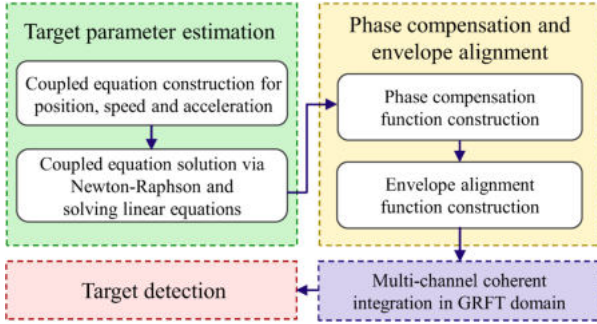 Target parameter estimation
Coupled equation construction for
position, speed and acceleration
Coupled equation solution via
Newton-Raphson and
solving linear equations
Phase compensation and
envelope alignment
Phase compensation
function construction
Envelope alignment
function construction
Multi-channel coherent
integration in GRFT domain
Target detection